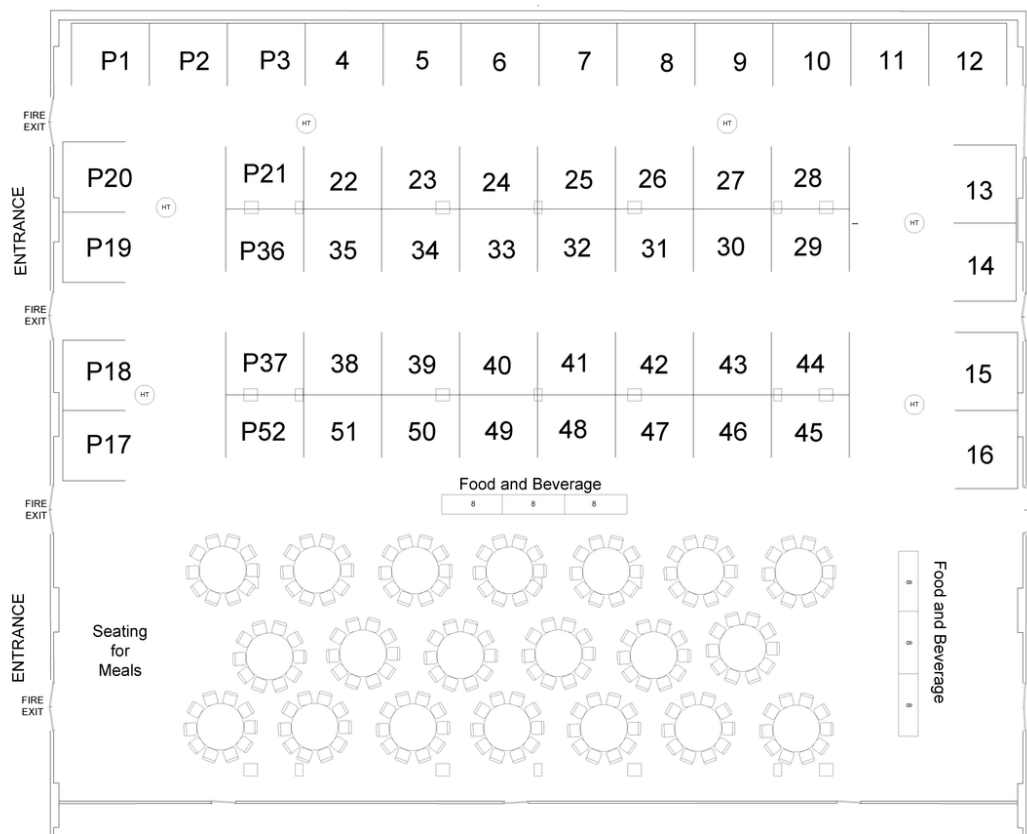 P1 P2 P3 4 5 6 7 8 9 10 11 12
FIRE
EXIT
HT HT
P20 P21 22 23 24 25 26 27 28 13
HT HT
ENTRANCE
P19 P36 35 34 33 32 31 30 29 14
FIRE
EXIT
P18 P37 38 39 40 41 42 43 44 15
HT HT
P17 P52 51 50 49 48 47 46 45 16
Food and Beverage
8 8 8
FIRE
EXIT
ENTRANCE
Seating
for
Meals
Food and Beverage
8 8 8
FIRE
EXIT